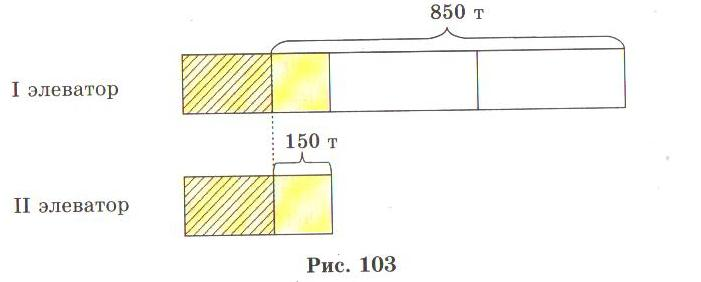 850 т
I элеватор
150 т
II элеватор
Рис. 103